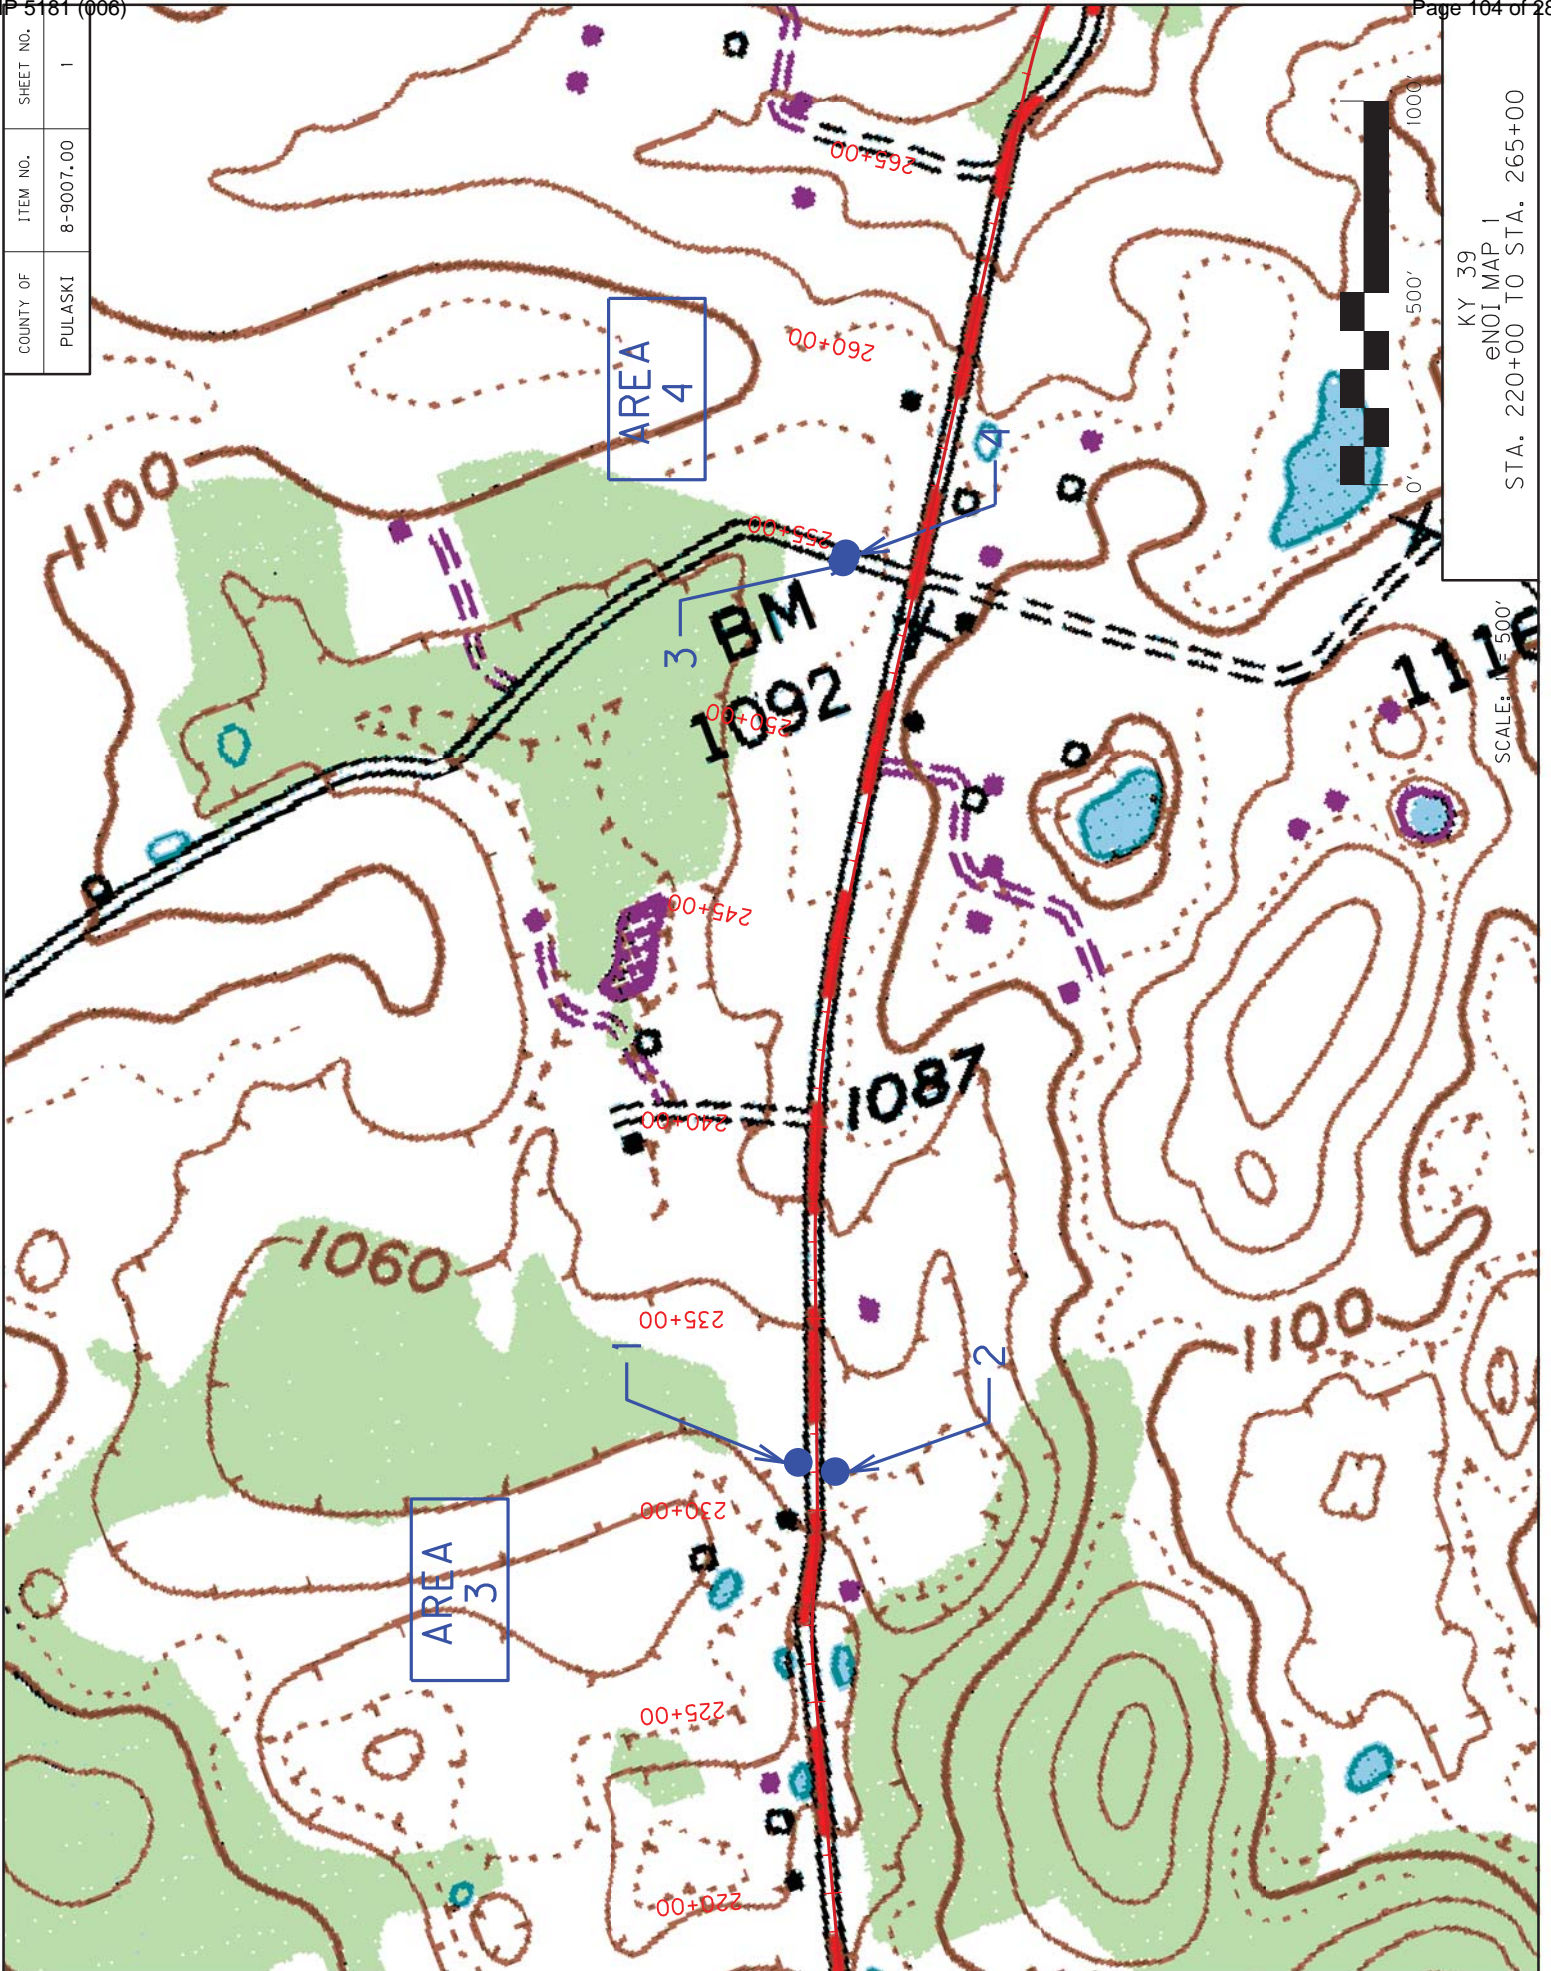 IP 5181 (006)
Page 104 of 28
COUNTY OF
ITEM NO.
SHEET NO.
PULASKI
8-9007.00
1
265+00
260+00
AREA
4
1100
4
255+00
3
BM
1092
250+00
1116
245+00
1087
240+00
1060
235+00
1100
1
2
230+00
AREA
3
225+00
220+00
0'
500'
1000'
KY 39
eNOI MAP 1
STA. 220+00 TO STA. 265+00
SCALE: 1"= 500'